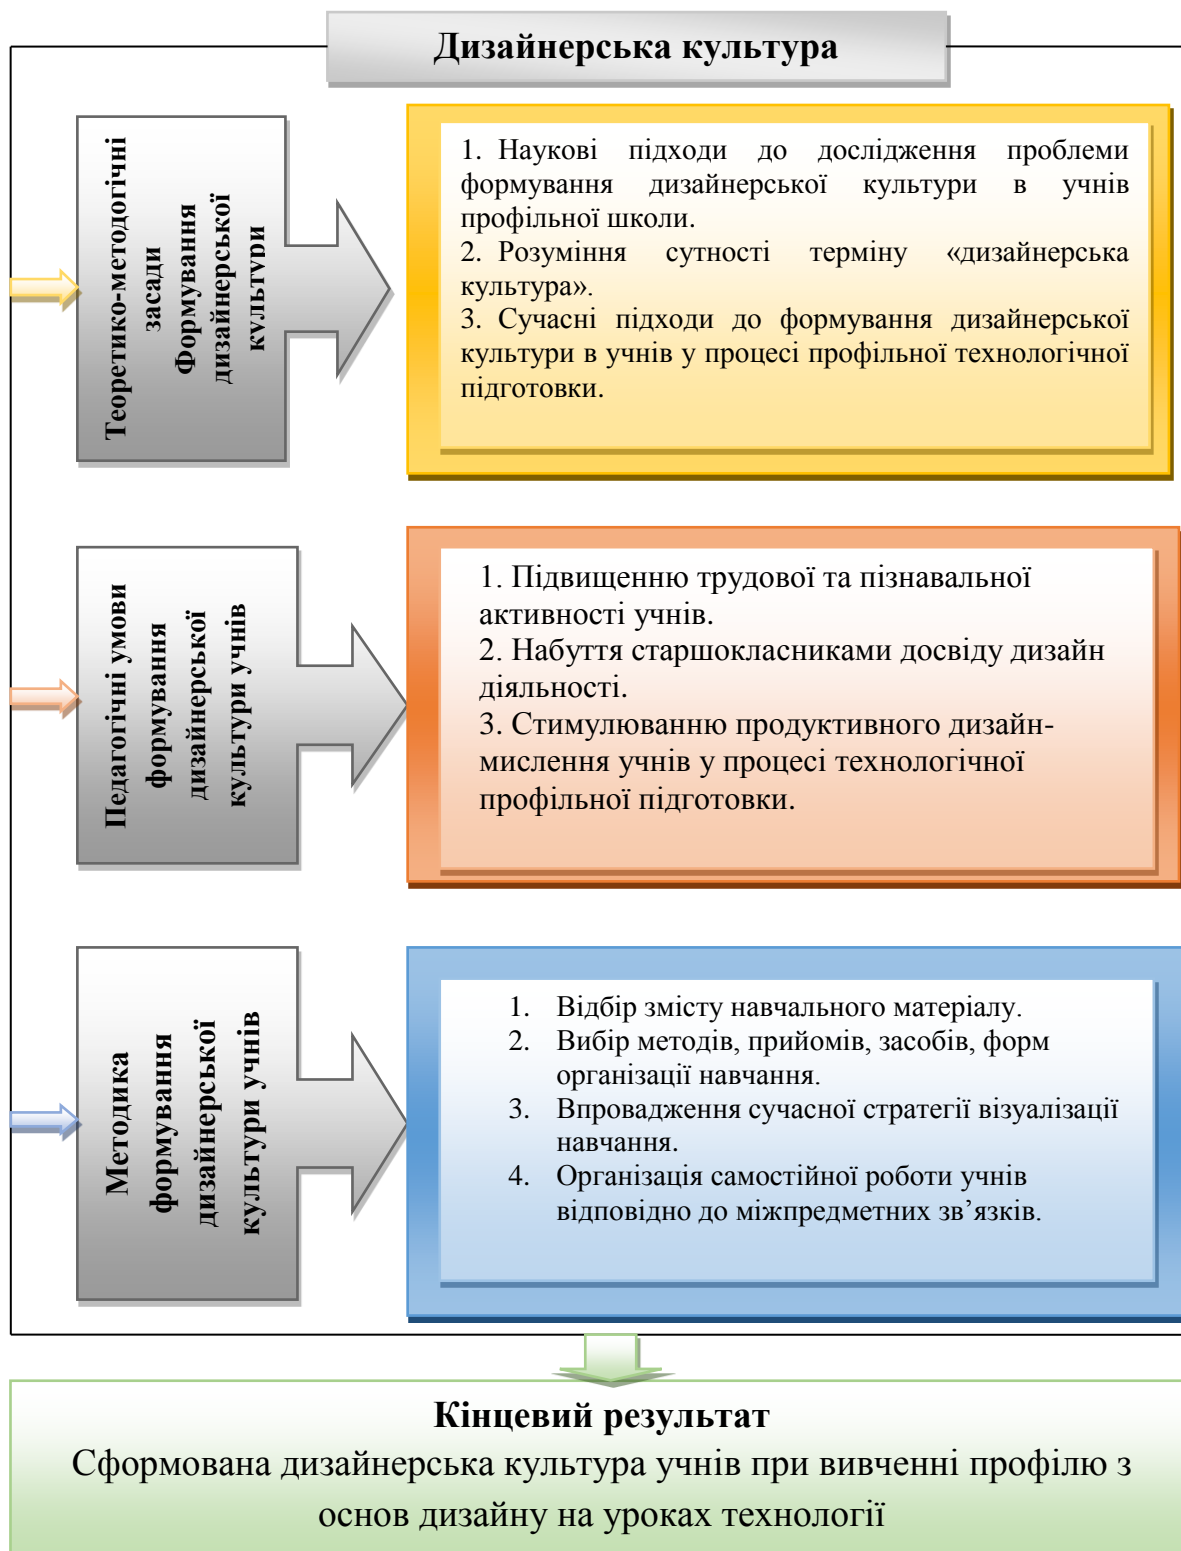 Дизайнерська культура
Теоретико-методогічні
засади
Формування
дизайнерської
культури
1. Наукові підходи до дослідження проблеми
формування дизайнерської культури в учнів
профільної школи.
2. Розуміння сутності терміну «дизайнерська
культура».
3. Сучасні підходи до формування дизайнерської
культури в учнів у процесі профільної технологічної
підготовки.
Педагогічні умови
формування
дизайнерської
культури учнів
1. Підвищенню трудової та пізнавальної
активності учнів.
2. Набуття старшокласниками досвіду дизайн
діяльності.
3. Стимулюванню продуктивного дизайн-
мислення учнів у процесі технологічної
профільної підготовки.
Методика
формування
дизайнерської
культури учнів
1. Відбір змісту навчального матеріалу.
2. Вибір методів, прийомів, засобів, форм
організації навчання.
3. Впровадження сучасної стратегії візуалізації
навчання.
4. Організація самостійної роботи учнів
відповідно до міжпредметних зв’язків.
Кінцевий результат
Сформована дизайнерська культура учнів при вивченні профілю з
основ дизайну на уроках технології